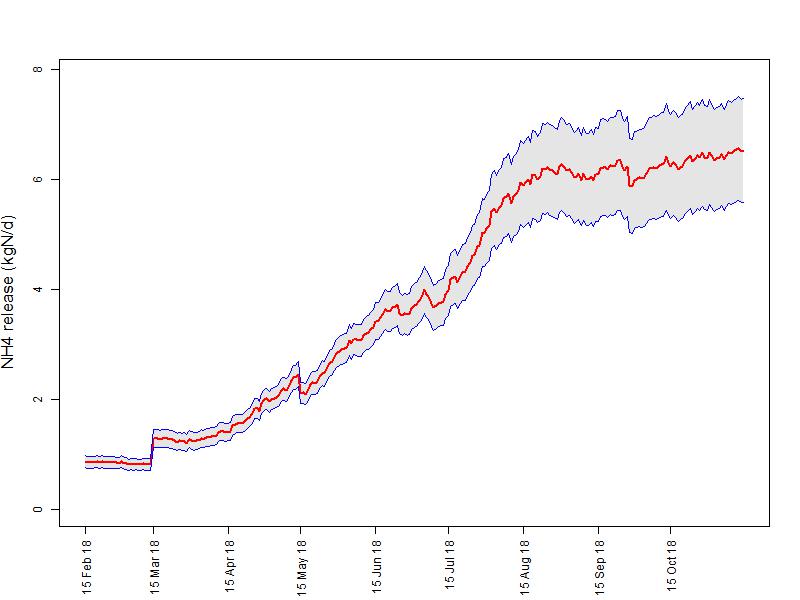 NH4 release (kgN/d)
8
6
4
2
0
15 Feb 18
15 Mar 18
15 Apr 18
15 May 18
15 Jun 18
15 Jul 18
15 Aug 18
15 Sep 18
15 Oct 18